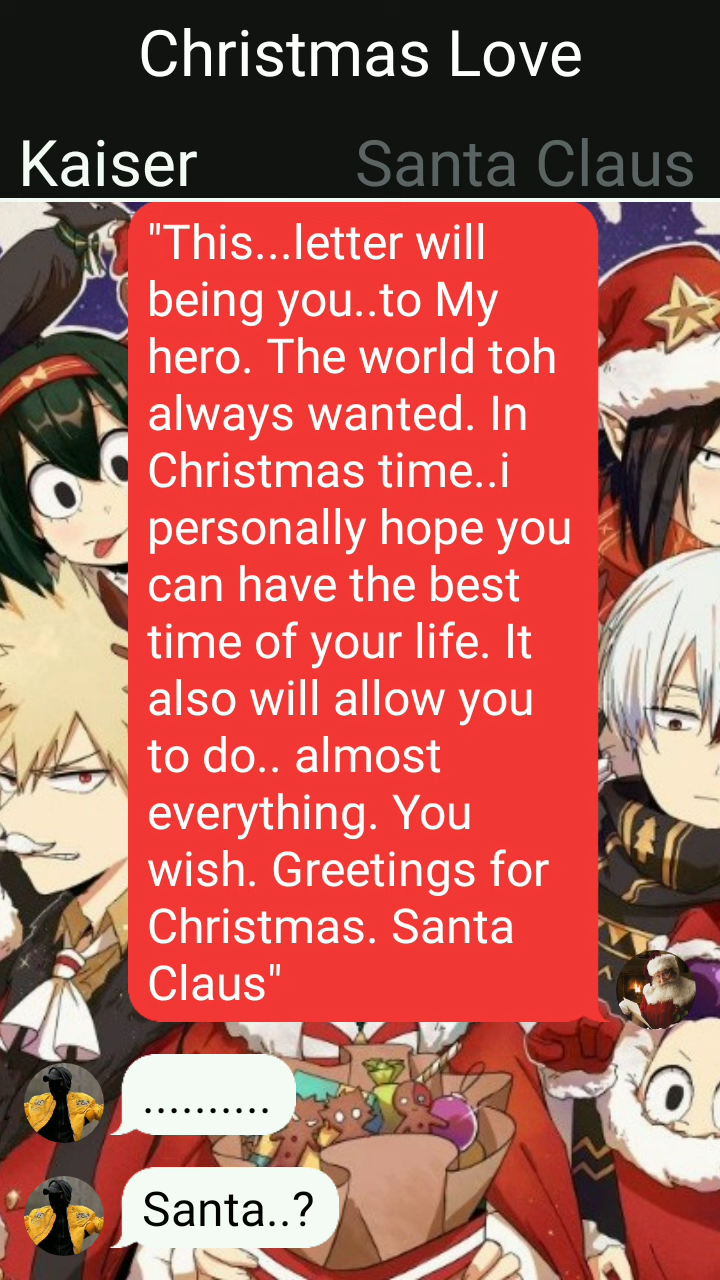 Christmas Love
Kaiser Santa Claus
"This...letter will
being you..to My
hero. The world toh
always wanted. In
Christmas time..i
personally hope you
can have the best
time of your life. It
also will allow you
to do.. almost
everything. You
wish. Greetings for
Christmas. Santa
Claus"
..........
Santa..?